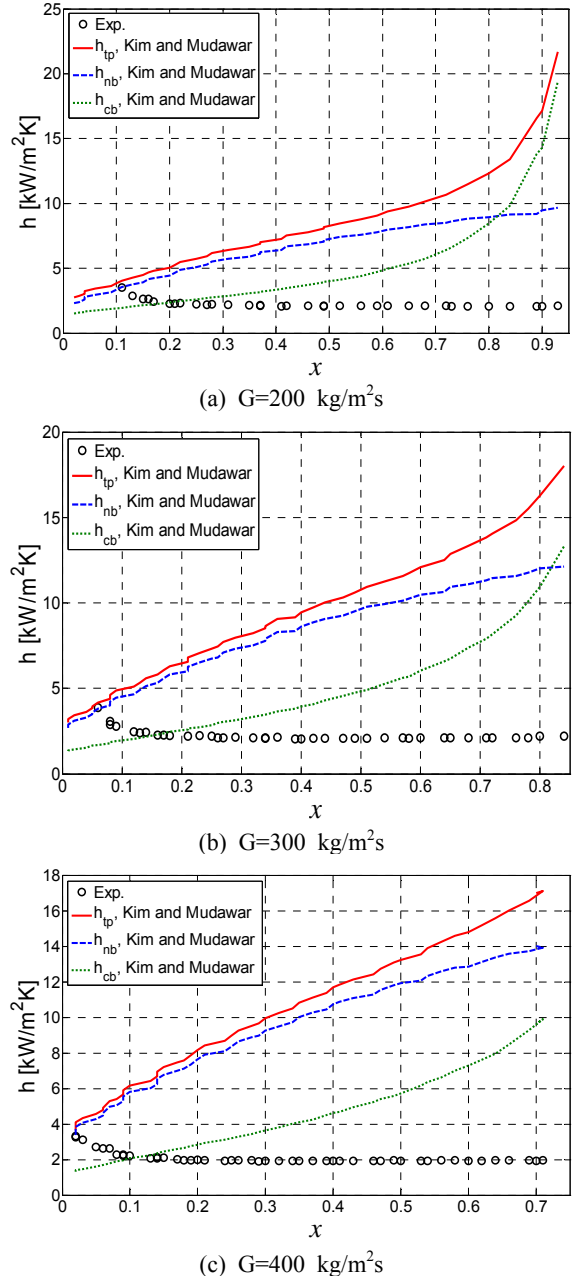 25
20
15
10
5
0
h [kW/m²K]
Exp.
h_tp, Kim and Mudawar
h_nb, Kim and Mudawar
h_cb, Kim and Mudawar
0 0.1 0.2 0.3 0.4 0.5 0.6 0.7 0.8 0.9
x
(a) G=200 kg/m²s
20
15
10
5
0
h [kW/m²K]
Exp.
h_tp, Kim and Mudawar
h_nb, Kim and Mudawar
h_cb, Kim and Mudawar
0 0.1 0.2 0.3 0.4 0.5 0.6 0.7 0.8
x
(b) G=300 kg/m²s
18
16
14
12
10
8
6
4
2
0
h [kW/m²K]
Exp.
h_tp, Kim and Mudawar
h_nb, Kim and Mudawar
h_cb, Kim and Mudawar
0 0.1 0.2 0.3 0.4 0.5 0.6 0.7
x
(c) G=400 kg/m²s